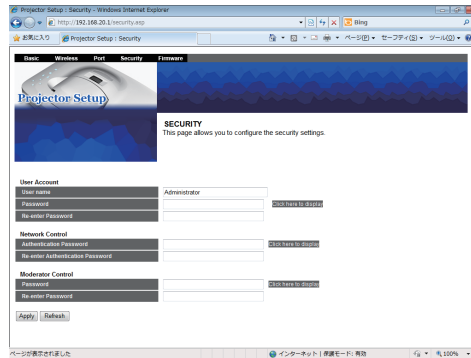 Projector Setup : Security - Windows Internet Explorer
http://192.168.20.1/security.asp
Bing
お気に入り
Projector Setup : Security
ページ(P)
セーフティ(S)
ツール(O)
Basic Wireless Port Security Firmware
Projector Setup
SECURITY
This page allows you to configure the security settings.
User Account
User name Administrator
Password Click here to display
Re-enter Password
Network Control
Authentication Password Click here to display
Re-enter Authentication Password
Moderator Control
Password Click here to display
Re-enter Password
Apply Refresh
ページが表示されました
インターネット | 保護モード: 有効
100%